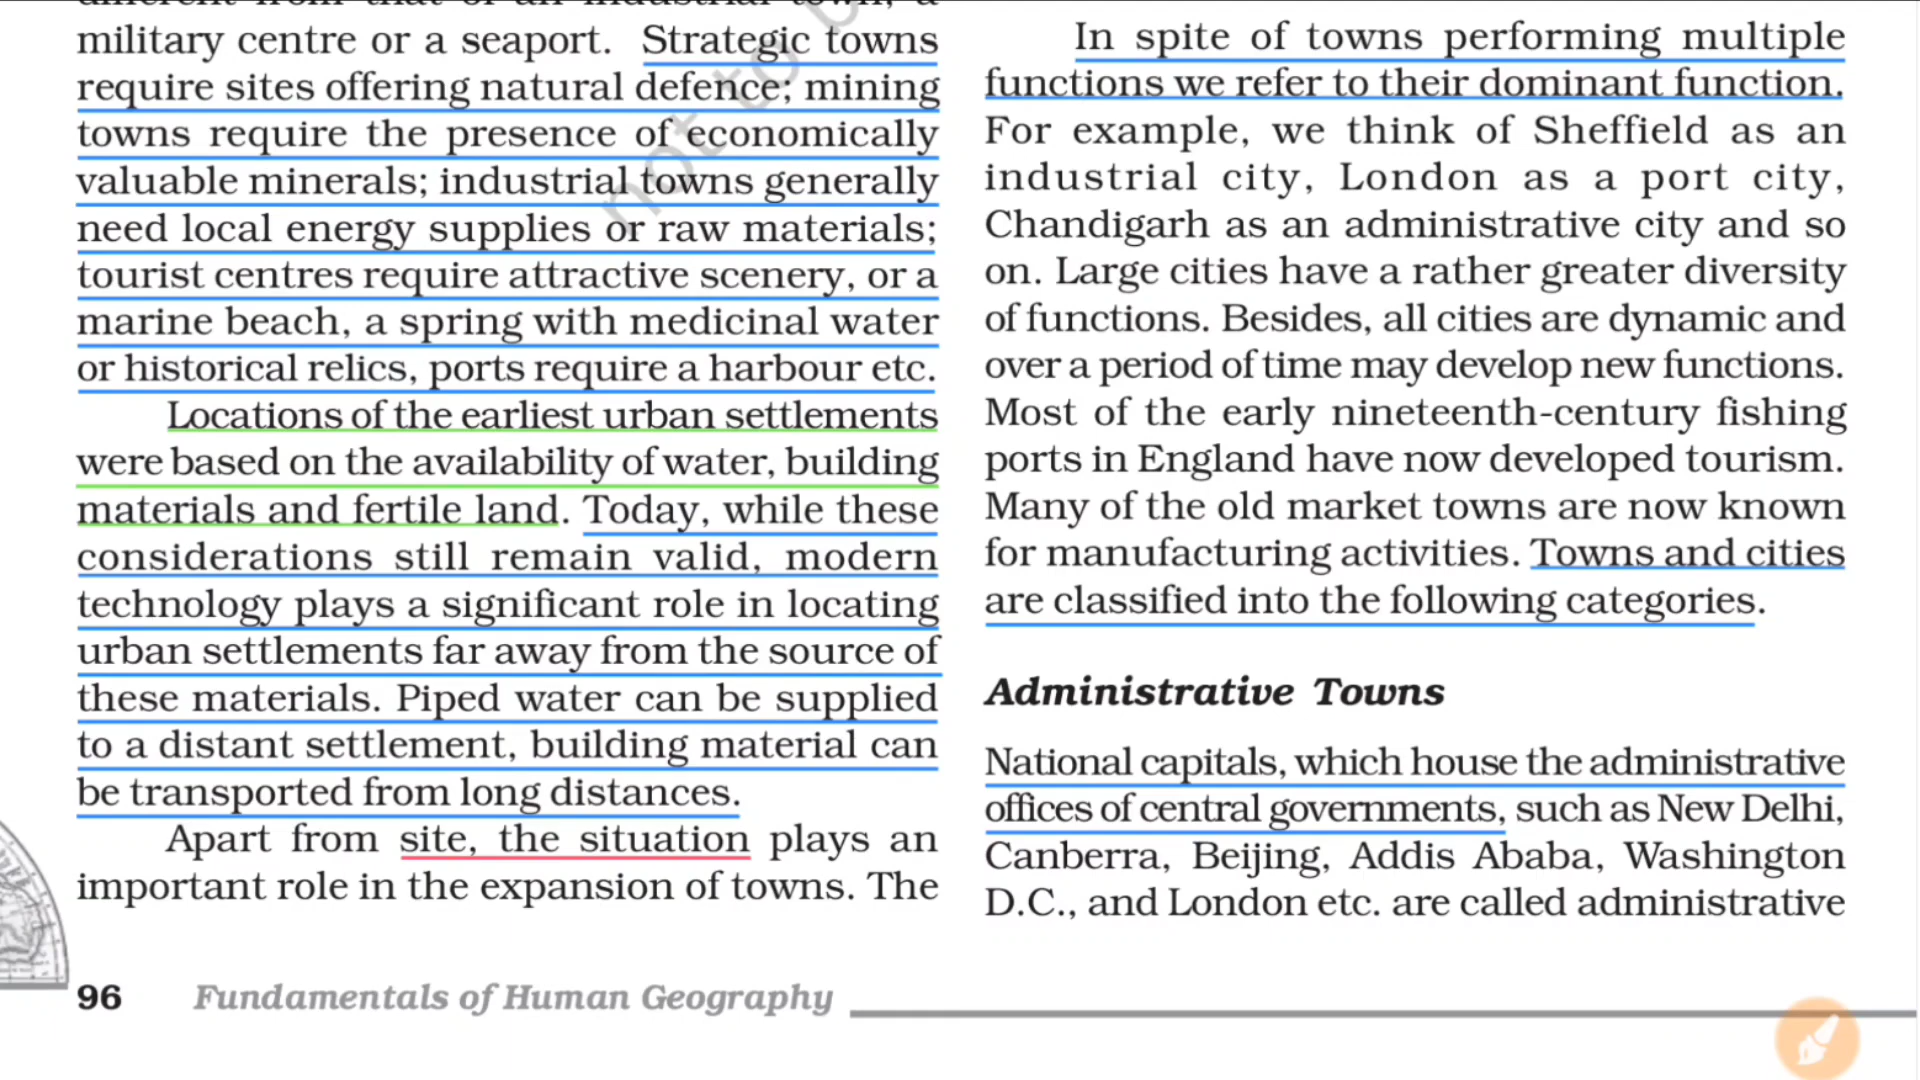 military centre or a seaport. Strategic towns
require sites offering natural defence; mining
towns require the presence of economically
valuable minerals; industrial towns generally
need local energy supplies or raw materials;
tourist centres require attractive scenery, or a
marine beach, a spring with medicinal water
or historical relics, ports require a harbour etc.
Locations of the earliest urban settlements
were based on the availability of water, building
materials and fertile land. Today, while these
considerations still remain valid, modern
technology plays a significant role in locating
urban settlements far away from the source of
these materials. Piped water can be supplied
to a distant settlement, building material can
be transported from long distances.
Apart from site, the situation plays an
important role in the expansion of towns. The
In spite of towns performing multiple
functions we refer to their dominant function.
For example, we think of Sheffield as an
industrial city, London as a port city,
Chandigarh as an administrative city and so
on. Large cities have a rather greater diversity
of functions. Besides, all cities are dynamic and
over a period of time may develop new functions.
Most of the early nineteenth-century fishing
ports in England have now developed tourism.
Many of the old market towns are now known
for manufacturing activities. Towns and cities
are classified into the following categories.
Administrative Towns
National capitals, which house the administrative
offices of central governments, such as New Delhi,
Canberra, Beijing, Addis Ababa, Washington
D.C., and London etc. are called administrative
not to b
96 Fundamentals of Human Geography